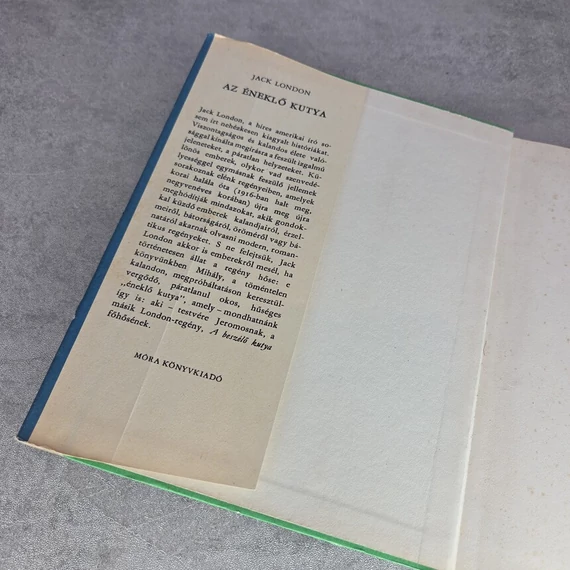 JACK LONDON
AZ ÉNEKLŐ KUTYA
Jack London, a híres amerikai író so-
sem írt nehézkesen kiagyalt históriákat.
Viszontagságos és kalandos élete való-
sággal kínálta megírásra a feszült izgalmú
jeleneteket, a páratlan helyzeteket. Kü-
lönös emberek, olykor vad szenvedé-
lyességgel egymásnak feszülő jellemek
sorakoznak elénk regényeiben, amelyek
korai halála óta (1916-ban halt meg,
negyvenéves korában) újra meg újra
meghódítják mindazokat, akik gondok-
kal küzdő emberek kalandjairól, érzel-
meiről, bátorságáról, öröméről vagy bá-
natáról akarnak olvasni modern, roman-
tikus regényeket. S ne felejtsük, Jack
London akkor is emberekről mesél, ha
történetesen állat a regény hőse: e
könyvünkben Mihály, a töméntelen
kalandon, megpróbáltatáson keresztül-
vergődő, páratlanul okos, hűséges
„éneklő kutya", amely – mondhatnánk
így is: aki – testvére Jeromosnak, a
másik London-regény, A beszélő kutya
főhősének.
MÓRA KÖNYVKIADÓ